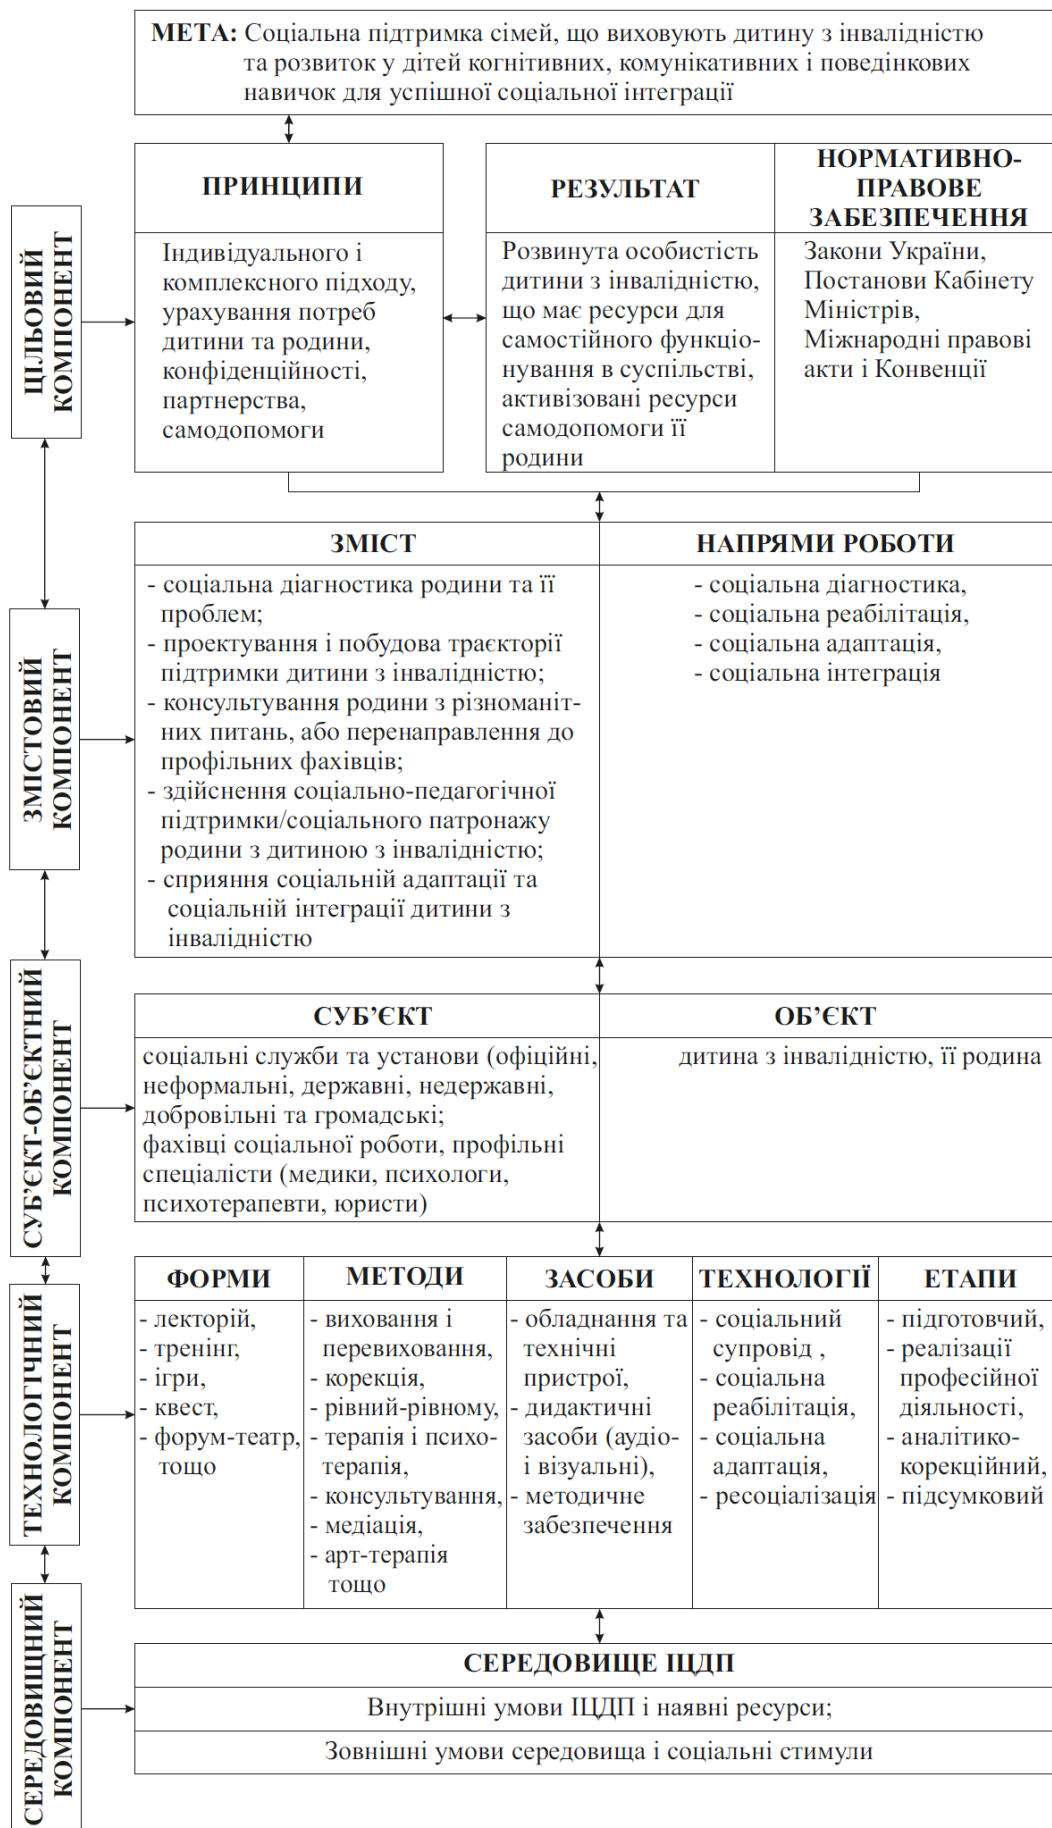 МЕТА: Соціальна підтримка сімей, що виховують дитину з інвалідністю
та розвиток у дітей когнітивних, комунікативних і поведінкових
навичок для успішної соціальної інтеграції
ЦІЛЬОВИЙ
КОМПОНЕНТ
ПРИНЦИПИ
Індивідуального і
комплексного підходу,
урахування потреб
дитини та родини,
конфіденційності,
партнерства,
самодопомоги
РЕЗУЛЬТАТ
Розвинута особистість
дитини з інвалідністю,
що має ресурси для
самостійного функціо-
нування в суспільстві,
активізовані ресурси
самодопомоги її
родини
НОРМАТИВНО-
ПРАВОВЕ
ЗАБЕЗПЕЧЕННЯ
Закони України,
Постанови Кабінету
Міністрів,
Міжнародні правові
акти і Конвенції
ЗМІСТОВИЙ
КОМПОНЕНТ
ЗМІСТ
- соціальна діагностика родини та її
проблем;
- проектування і побудова траєкторії
підтримки дитини з інвалідністю;
- консультування родини з різноманіт-
них питань, або перенаправлення до
профільних фахівців;
- здійснення соціально-педагогічної
підтримки/соціального патронажу
родини з дитиною з інвалідністю;
- сприяння соціальній адаптації та
соціальній інтеграції дитини з
інвалідністю
НАПРЯМИ РОБОТИ
- соціальна діагностика,
- соціальна реабілітація,
- соціальна адаптація,
- соціальна інтеграція
СУБ’ЄКТ-ОБ’ЄКТНИЙ
КОМПОНЕНТ
СУБ’ЄКТ
соціальні служби та установи (офіційні,
неформальні, державні, недержавні,
добровільні та громадські;
фахівці соціальної роботи, профільні
спеціалісти (медики, психологи,
психотерапевти, юристи)
ОБ’ЄКТ
дитина з інвалідністю, її родина
ТЕХНОЛОГІЧНИЙ
КОМПОНЕНТ
ФОРМИ
- лекторій,
- тренінг,
- ігри,
- квест,
- форум-театр,
тощо
МЕТОДИ
- виховання і
перевиховання,
- корекція,
- рівний-рівному,
- терапія і психо-
терапія,
- консультування,
- медіація,
- арт-терапія
тощо
ЗАСОБИ
- обладнання та
технічні
пристрої,
- дидактичні
засоби (аудіо-
і візуальні),
- методичне
забезпечення
ТЕХНОЛОГІЇ
- соціальний
супровід ,
- соціальна
реабілітація,
- соціальна
адаптація,
- ресоціалізація
ЕТАПИ
- підготовчий,
- реалізації
професійної
діяльності,
- аналітико-
корекційний,
- підсумковий
СЕРЕДОВИЩНИЙ
КОМПОНЕНТ
СЕРЕДОВИЩЕ ІЦДП
Внутрішні умови ІЦДП і наявні ресурси;
Зовнішні умови середовища і соціальні стимули